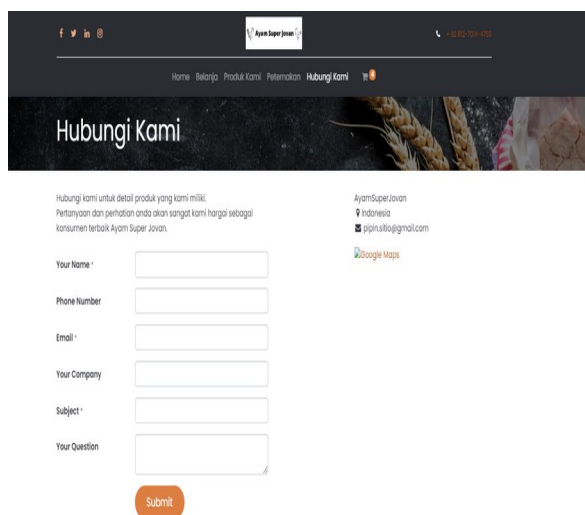 Ayam Super Jovan
Home Belanja Produk Kami Peternakan Hubungi Kami 4
Hubungi Kami
Hubungi kami untuk detail produk yang kami miliki.
Pertanyaan dan perhatian anda akan sangat kami hargai sebagai
konsumen terbaik Ayam Super Jovan.
AyamSuperJovan
Indonesia
pipin.sitio@gmail.com
Google Maps
Your Name *
Phone Number
Email *
Your Company
Subject *
Your Question
Submit